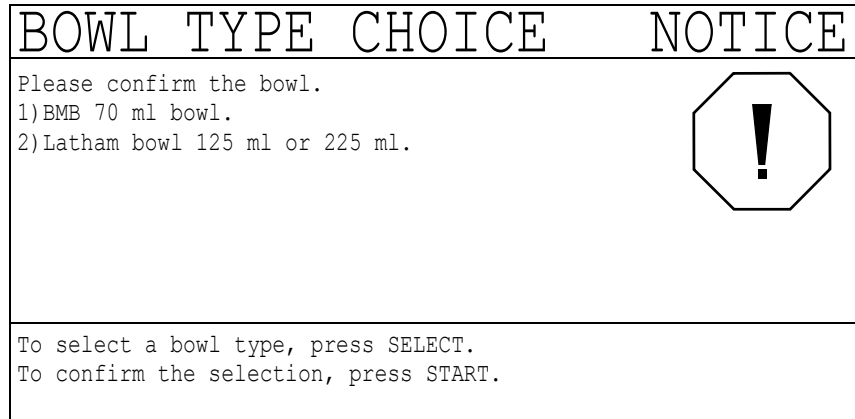 BOWL TYPE CHOICE NOTICE
Please confirm the bowl.
1)BMB 70 ml bowl.
2)Latham bowl 125 ml or 225 ml.
!
To select a bowl type, press SELECT.
To confirm the selection, press START.